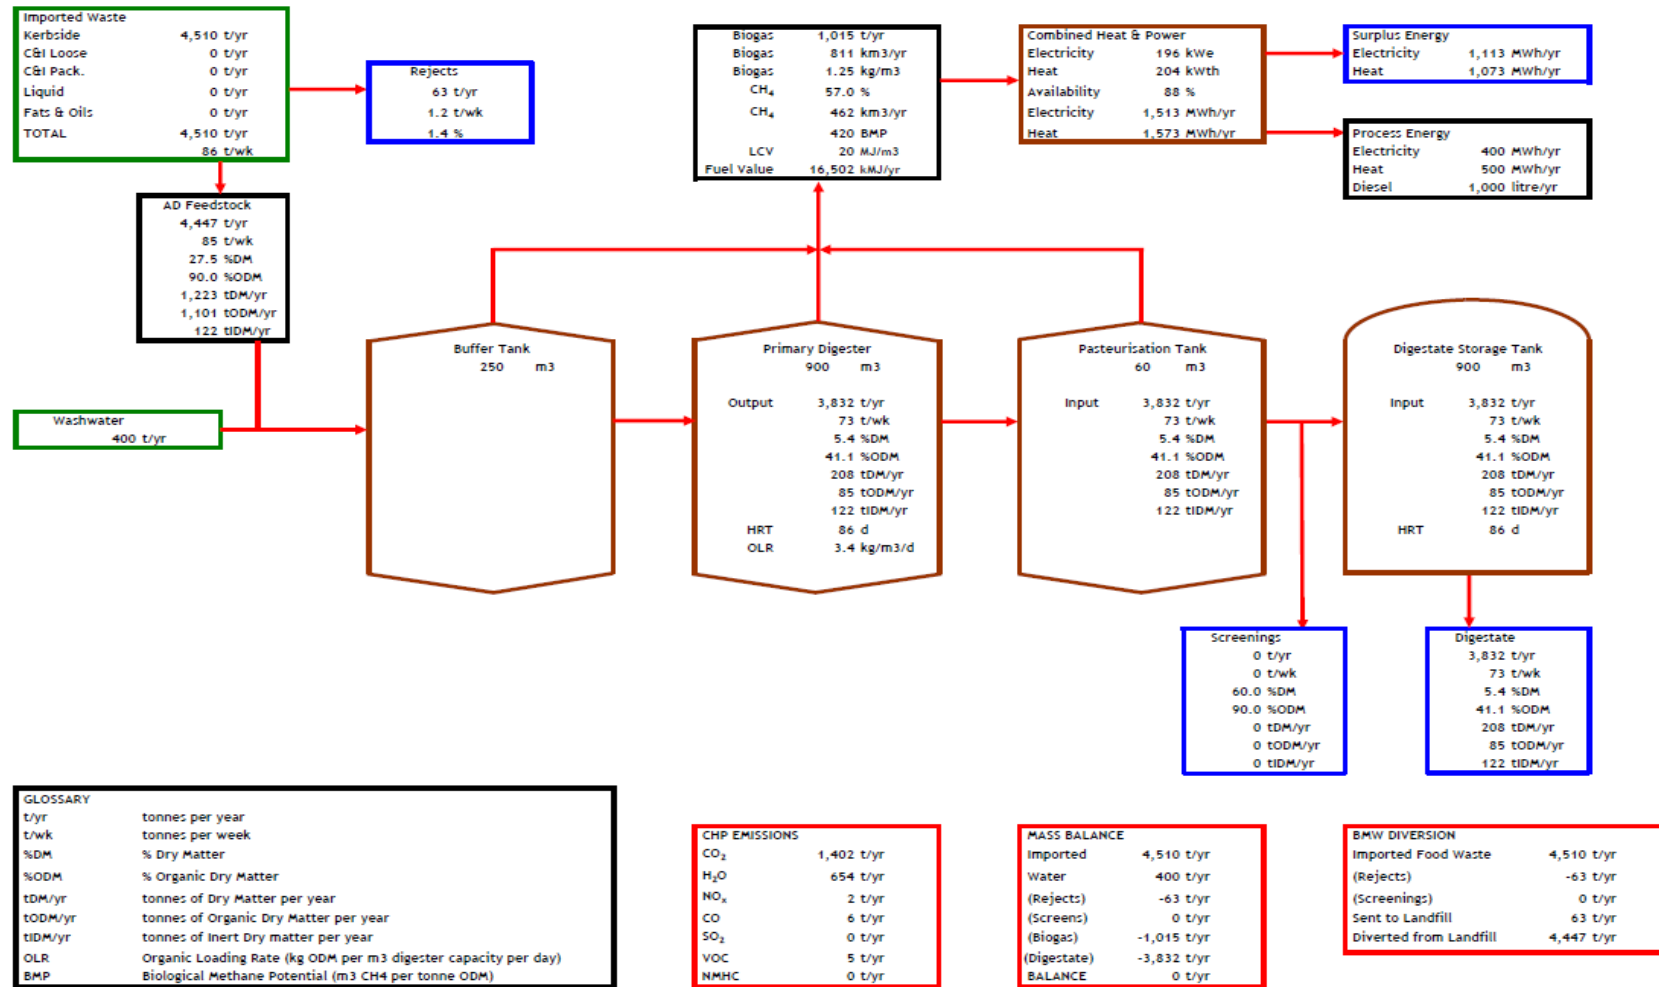 Imported Waste
Kerbside 4,510 t/yr
C&I Loose 0 t/yr
C&I Pack. 0 t/yr
Liquid 0 t/yr
Fats & Oils 0 t/yr
TOTAL 4,510 t/yr
86 t/wk
Rejects
63 t/yr
1.2 t/wk
1.4 %
Biogas 1,015 t/yr
Biogas 811 km3/yr
Biogas 1.25 kg/m3
CH4 57.0 %
CH4 462 km3/yr
420 BMP
LCV 20 MJ/m3
Fuel Value 16,502 kMJ/yr
Combined Heat & Power
Electricity 196 kWe
Heat 204 kWth
Availability 88 %
Electricity 1,513 MWh/yr
Heat 1,573 MWh/yr
Surplus Energy
Electricity 1,113 MWh/yr
Heat 1,073 MWh/yr
Process Energy
Electricity 400 MWh/yr
Heat 500 MWh/yr
Diesel 1,000 litre/yr
AD Feedstock
4,447 t/yr
85 t/wk
27.5 %DM
90.0 %ODM
1,223 tDM/yr
1,101 tODM/yr
122 tIDM/yr
Washwater
400 t/yr
Buffer Tank
250 m3
Primary Digester
900 m3
Output 3,832 t/yr
73 t/wk
5.4 %DM
41.1 %ODM
208 tDM/yr
85 tODM/yr
122 tIDM/yr
HRT 86 d
OLR 3.4 kg/m3/d
Pasteurisation Tank
60 m3
Input 3,832 t/yr
73 t/wk
5.4 %DM
41.1 %ODM
208 tDM/yr
85 tODM/yr
122 tIDM/yr
Digestate Storage Tank
900 m3
Input 3,832 t/yr
73 t/wk
5.4 %DM
41.1 %ODM
208 tDM/yr
85 tODM/yr
122 tIDM/yr
HRT 86 d
Screenings
0 t/yr
0 t/wk
60.0 %DM
90.0 %ODM
0 tDM/yr
0 tODM/yr
0 tIDM/yr
Digestate
3,832 t/yr
73 t/wk
5.4 %DM
41.1 %ODM
208 tDM/yr
85 tODM/yr
122 tIDM/yr
GLOSSARY
t/yr tonnes per year
t/wk tonnes per week
%DM % Dry Matter
%ODM % Organic Dry Matter
tDM/yr tonnes of Dry Matter per year
tODM/yr tonnes of Organic Dry Matter per year
tIDM/yr tonnes of Inert Dry matter per year
OLR Organic Loading Rate (kg ODM per m3 digester capacity per day)
BMP Biological Methane Potential (m3 CH4 per tonne ODM)
CHP EMISSIONS
CO2 1,402 t/yr
H2O 654 t/yr
NOx 2 t/yr
CO 6 t/yr
SO2 0 t/yr
VOC 5 t/yr
NMHC 0 t/yr
MASS BALANCE
Imported 4,510 t/yr
Water 400 t/yr
(Rejects) -63 t/yr
(Screens) 0 t/yr
(Biogas) -1,015 t/yr
(Digestate) -3,832 t/yr
BALANCE 0 t/yr
BMW DIVERSION
Imported Food Waste 4,510 t/yr
(Rejects) -63 t/yr
(Screenings) 0 t/yr
Sent to Landfill 63 t/yr
Diverted from Landfill 4,447 t/yr